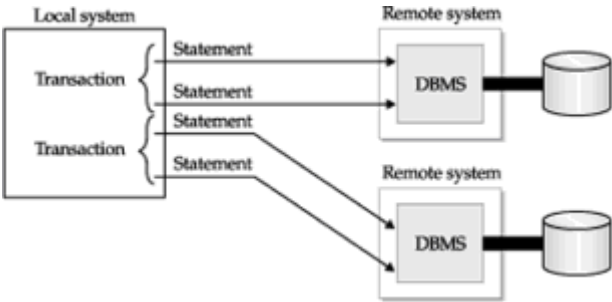 Local system
Remote system
Statement
Transaction
DBMS
Statement
Statement
Transaction
Statement
Remote system
DBMS